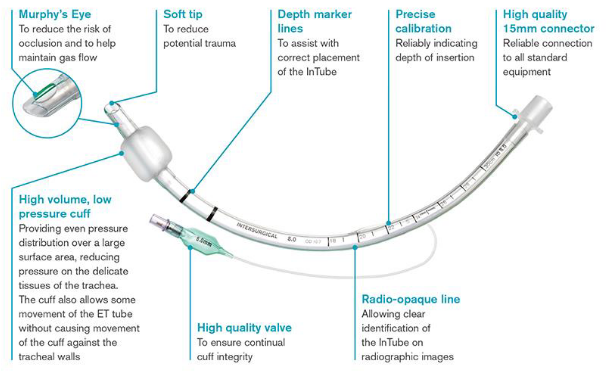 Murphy's Eye
To reduce the risk of
occlusion and to help
maintain gas flow
Soft tip
To reduce
potential trauma
Depth marker
lines
To assist with
correct placement
of the InTube
Precise
calibration
Reliably indicating
depth of insertion
High quality
15mm connector
Reliable connection
to all standard
equipment
High volume, low
pressure cuff
Providing even pressure
distribution over a large
surface area, reducing
pressure on the delicate
tissues of the trachea.
The cuff also allows some
movement of the ET tube
without causing movement
of the cuff against the
tracheal walls
INTERSURGICAL 8.0
High quality valve
To ensure continual
cuff integrity
Radio-opaque line
Allowing clear
identification of
the InTube on
radiographic images